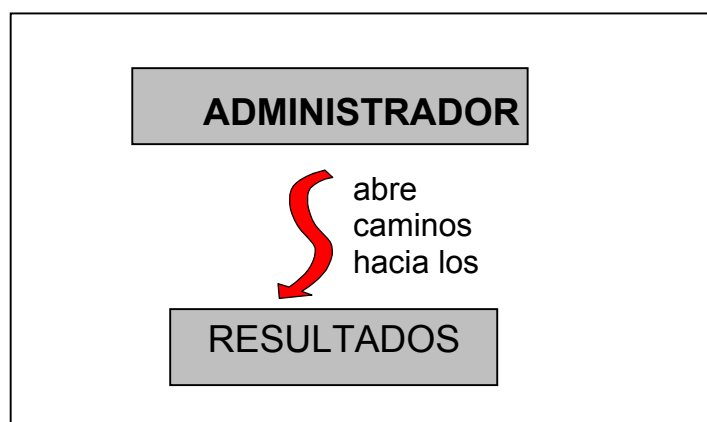 ADMINISTRADOR
abre
caminos
hacia los
RESULTADOS